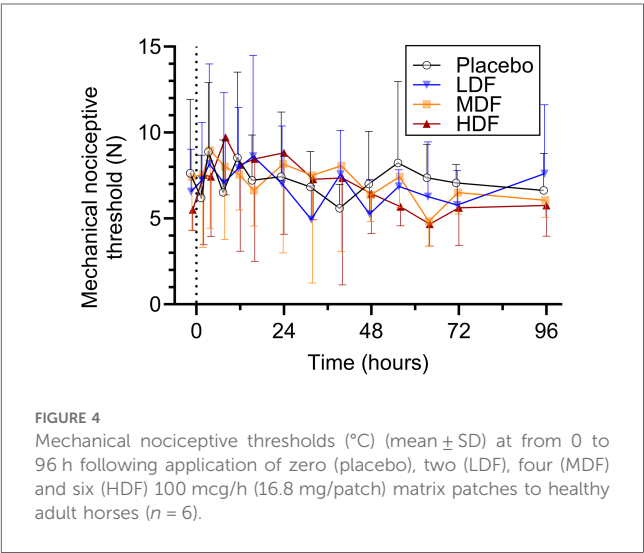 15
10
5
0
Mechanical nociceptive
threshold (N)
Placebo
LDF
MDF
HDF
0
24
48
72
96
Time (hours)
FIGURE 4
Mechanical nociceptive thresholds (°C) (mean ± SD) at from 0 to
96 h following application of zero (placebo), two (LDF), four (MDF)
and six (HDF) 100 mcg/h (16.8 mg/patch) matrix patches to healthy
adult horses (n = 6).